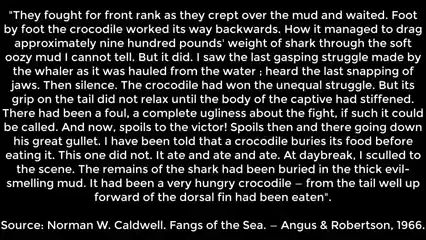 "They fought for front rank as they crept over the mud and waited. Foot
by foot the crocodile worked its way backwards. How it managed to drag
approximately nine hundred pounds' weight of shark through the soft
oozy mud I cannot tell. But it did. I saw the last gasping struggle made by
the whaler as it was hauled from the water ; heard the last snapping of
jaws. Then silence. The crocodile had won the unequal struggle. But its
grip on the tail did not relax until the body of the captive had stiffened.
There had been a foul, a complete ugliness about the fight, if such it could
be called. And now, spoils to the victor! Spoils then and there going down
his great gullet. I have been told that a crocodile buries its food before
eating it. This one did not. It ate and ate and ate. At daybreak, I sculled to
the scene. The remains of the shark had been buried in the thick evil-
smelling mud. It had been a very hungry crocodile – from the tail well up
forward of the dorsal fin had been eaten".
Source: Norman W. Caldwell. Fangs of the Sea. – Angus & Robertson, 1966.